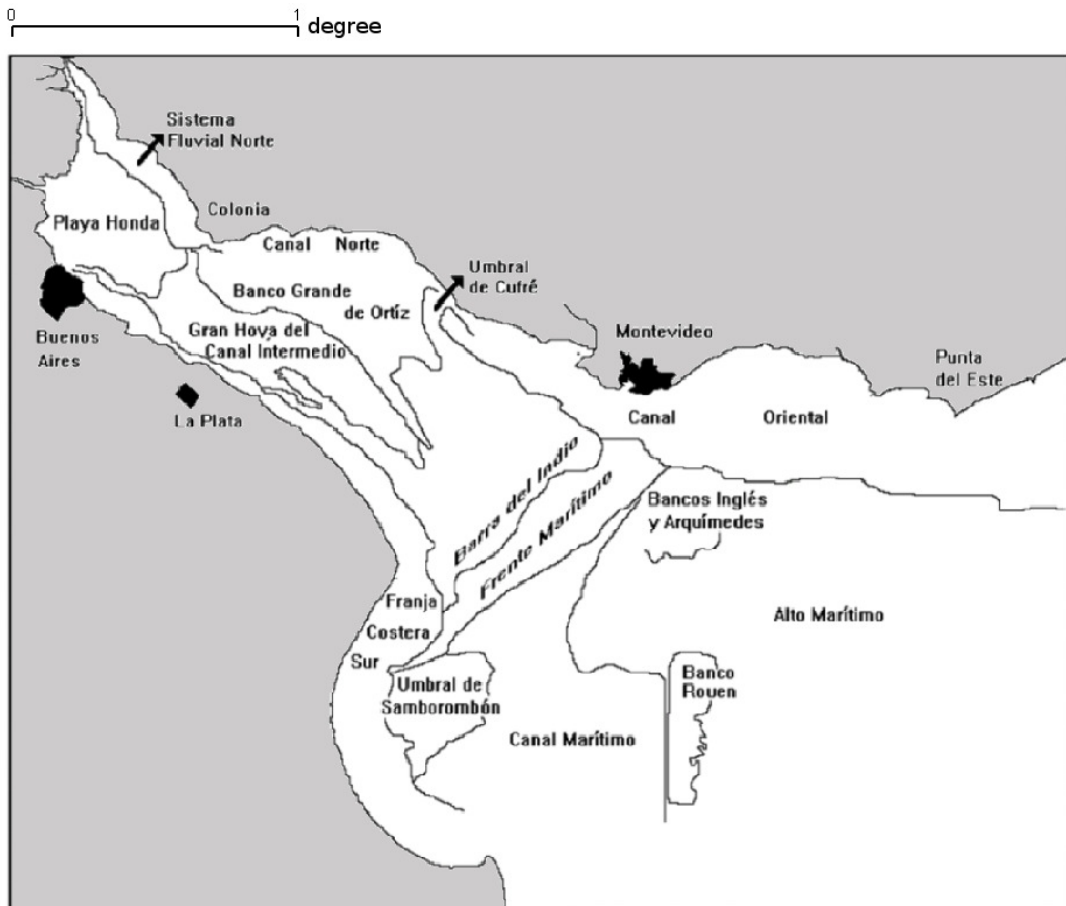 0 1
degree
Sistema
Fluvial Norte
Colonia
Playa Honda
Canal Norte
Umbral
de Cufré
Banco Grande
de Ortíz
Gran Hoya del
Canal Intermedio
Buenos
Aires
Montevideo
Punta
del Este
La Plata
Canal Oriental
Barra del Indio
Frente Marítimo
Bancos Inglés
y Arquímedes
Franja
Costera
Sur
Alto Marítimo
Umbral de
Samborombón
Banco
Rouen
Canal Marítimo